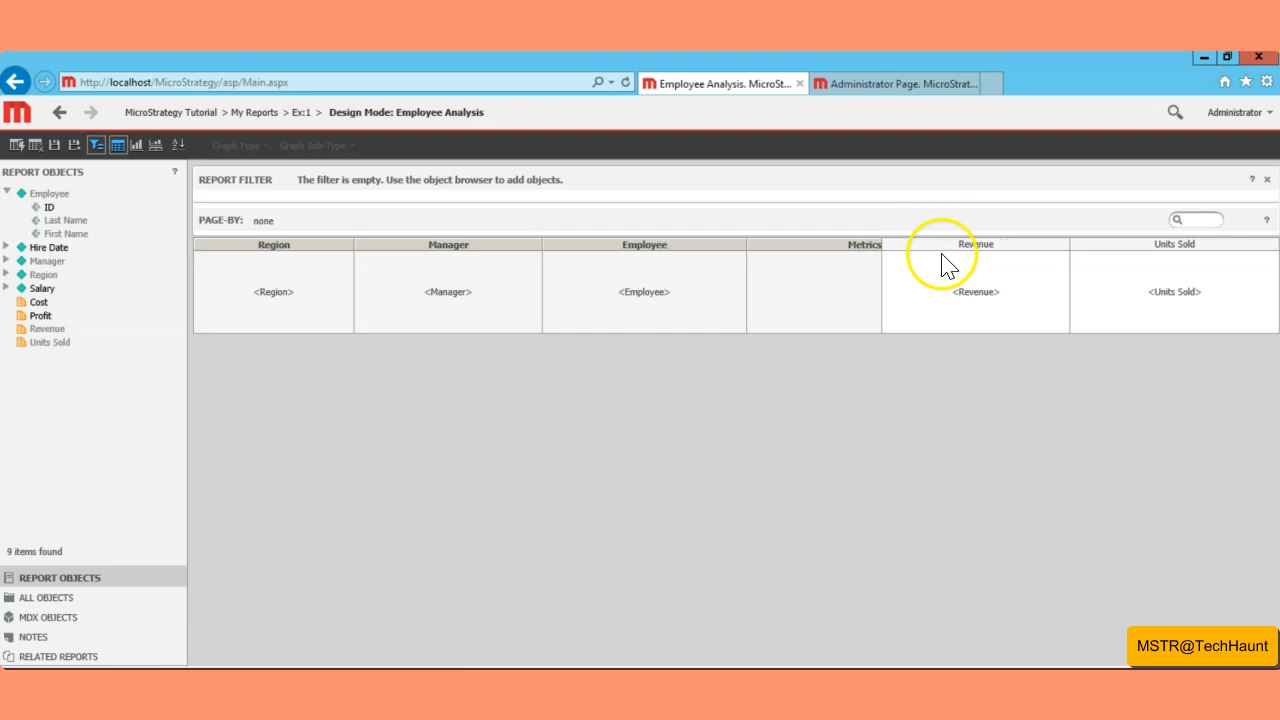 http://localhost/MicroStrategy/asp/Main.aspx
Employee Analysis. MicroSt...
Administrator Page. MicroStrat...
MicroStrategy Tutorial > My Reports > Ex:1 > Design Mode: Employee Analysis
Administrator
Graph Type
Graph Sub-Type
REPORT OBJECTS ?
Employee
ID
Last Name
First Name
Hire Date
Manager
Region
Salary
Cost
Profit
Revenue
Units Sold
9 items found
REPORT OBJECTS
ALL OBJECTS
MDX OBJECTS
NOTES
RELATED REPORTS
REPORT FILTER The filter is empty. Use the object browser to add objects. ?
PAGE-BY: none ?
Region Manager Employee Metrics Revenue Units Sold
<Region> <Manager> <Employee> <Revenue> <Units Sold>
MSTR@TechHaunt